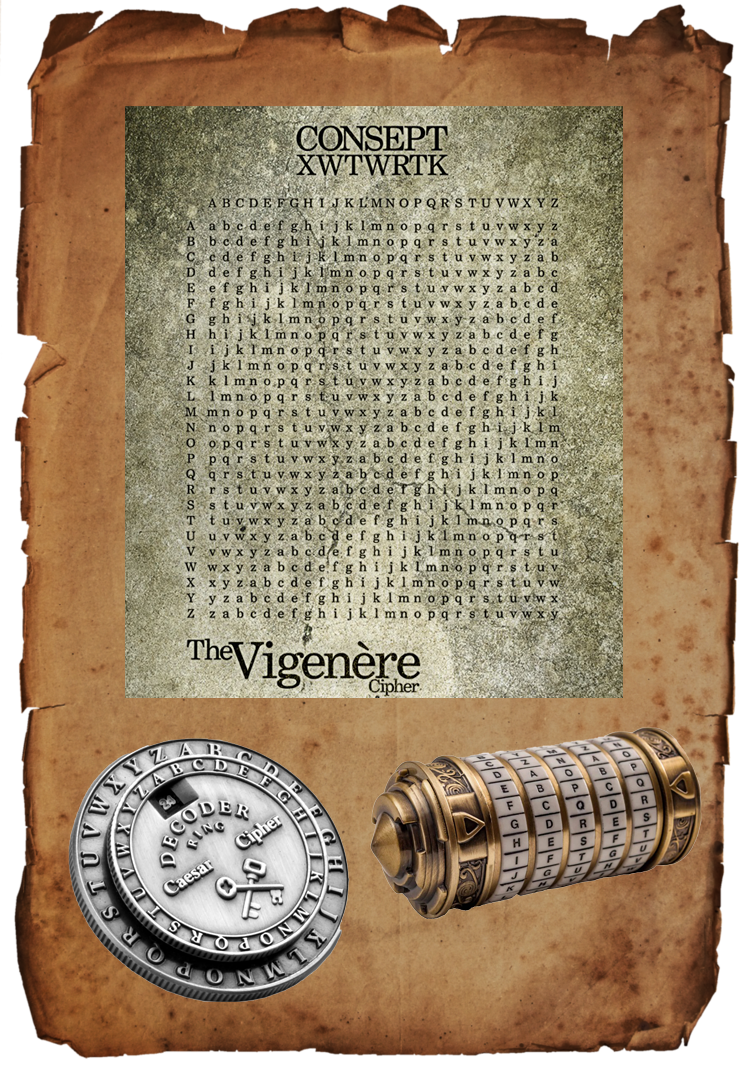 CONSEPT
XWTWRTK
A B C D E F G H I J K L M N O P Q R S T U V W X Y Z
A a b c d e f g h i j k l m n o p q r s t u v w x y z
B b c d e f g h i j k l m n o p q r s t u v w x y z a
C c d e f g h i j k l m n o p q r s t u v w x y z a b
D d e f g h i j k l m n o p q r s t u v w x y z a b c
E e f g h i j k l m n o p q r s t u v w x y z a b c d
F f g h i j k l m n o p q r s t u v w x y z a b c d e
G g h i j k l m n o p q r s t u v w x y z a b c d e f
H h i j k l m n o p q r s t u v w x y z a b c d e f g
I i j k l m n o p q r s t u v w x y z a b c d e f g h
J j k l m n o p q r s t u v w x y z a b c d e f g h i
K k l m n o p q r s t u v w x y z a b c d e f g h i j
L l m n o p q r s t u v w x y z a b c d e f g h i j k
M m n o p q r s t u v w x y z a b c d e f g h i j k l
N n o p q r s t u v w x y z a b c d e f g h i j k l m
O o p q r s t u v w x y z a b c d e f g h i j k l m n
P p q r s t u v w x y z a b c d e f g h i j k l m n o
Q q r s t u v w x y z a b c d e f g h i j k l m n o p
R r s t u v w x y z a b c d e f g h i j k l m n o p q
S s t u v w x y z a b c d e f g h i j k l m n o p q r
T t u v w x y z a b c d e f g h i j k l m n o p q r s
U u v w x y z a b c d e f g h i j k l m n o p q r s t
V v w x y z a b c d e f g h i j k l m n o p q r s t u
W w x y z a b c d e f g h i j k l m n o p q r s t u v
X x y z a b c d e f g h i j k l m n o p q r s t u v w
Y y z a b c d e f g h i j k l m n o p q r s t u v w x
Z z a b c d e f g h i j k l m n o p q r s t u v w x y
The Vigenère
Cipher
A B C D E F G H I J K L M N O P Q R S T U V W X Y Z
A B C D E F G H I J K L M N O P Q R S T U V W X Y Z
DECODER
RING
Caesar Cipher
C D E F G H I J K
A B C D E F G H
N O P Q R S T U
A B C D E F G
O P Q R S T U